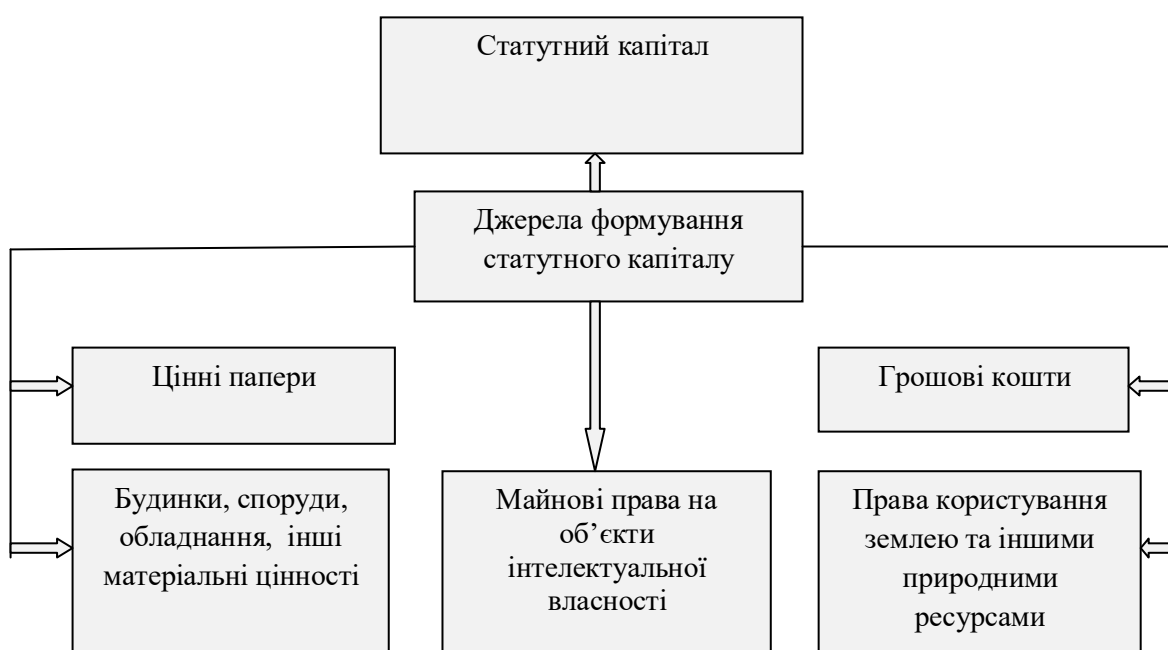 Статутний капітал
Джерела формування
статутного капіталу
Цінні папери
Грошові кошти
Будинки, споруди,
обладнання, інші
матеріальні цінності
Майнові права на
об’єкти
інтелектуальної
власності
Права користування
землею та іншими
природними
ресурсами